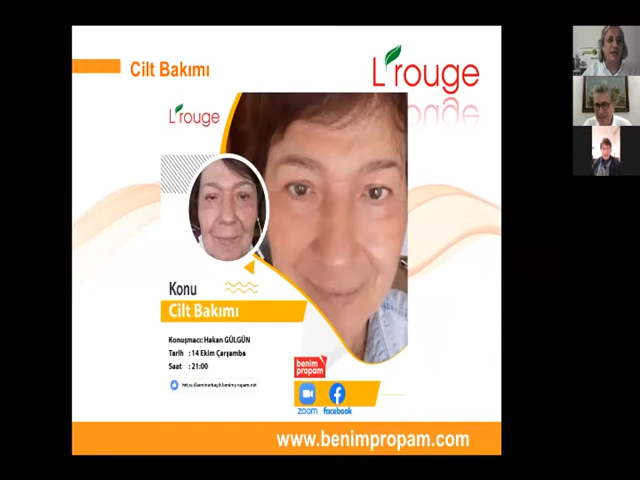 Cilt Bakımı
L'rouge
L'rouge
Konu
Cilt Bakımı
Konuşmacı: Hakan GÜLGÜN
Tarih : 14 Ekim Çarşamba
Saat : 21:00
benim
propam
zoom
facebook
www.benimpropam.com